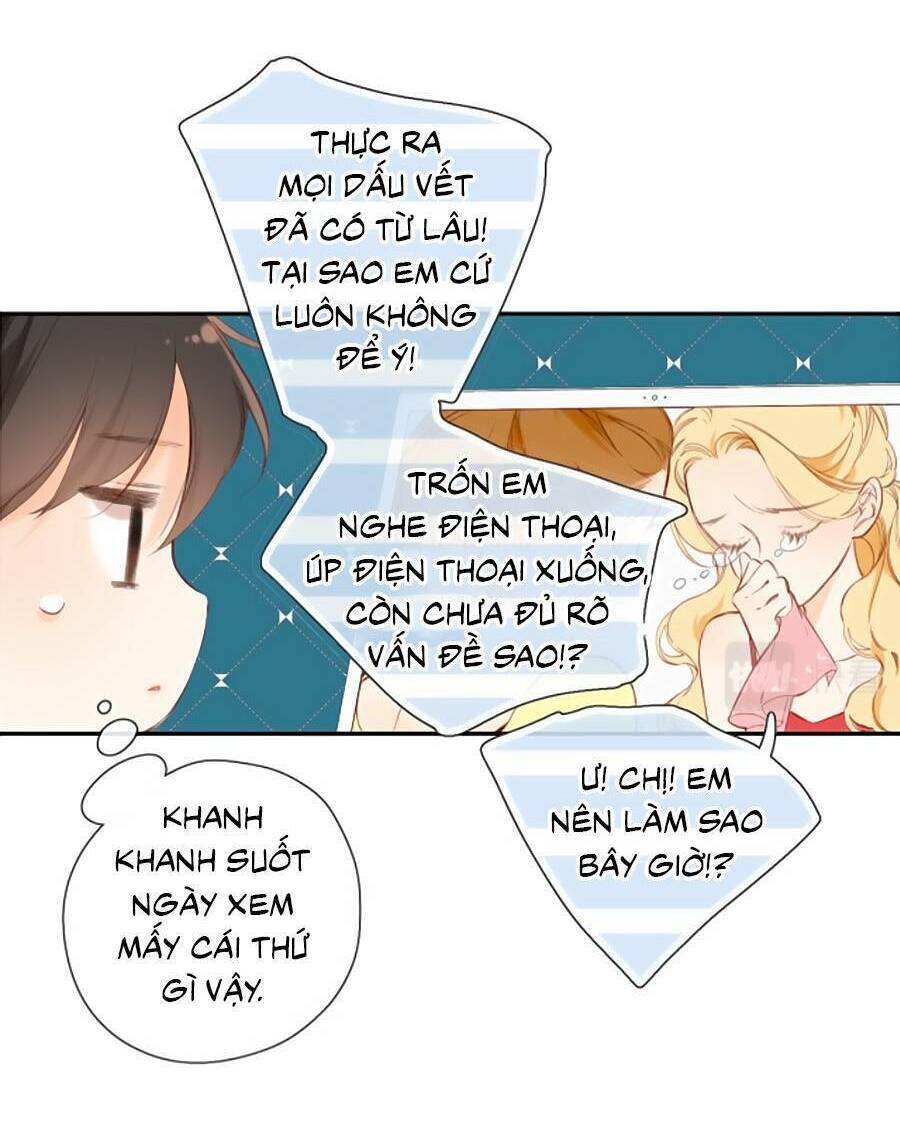 THỰC RA
MỌI DẤU VẾT
ĐÃ CÓ TỪ LÂU!
TẠI SAO EM CỨ
LUÔN KHÔNG
ĐỂ Ý!
TRỐN EM
NGHE ĐIỆN THOẠI,
ÚP ĐIỆN THOẠI XUỐNG,
CÒN CHƯA ĐỦ RÕ
VẤN ĐỀ SAO!?
Ư! CHỊ! EM
NÊN LÀM SAO
BÂY GIỜ!?
KHANH
KHANH SUỐT
NGÀY XEM
MẤY CÁI THỨ
GÌ VẬY.